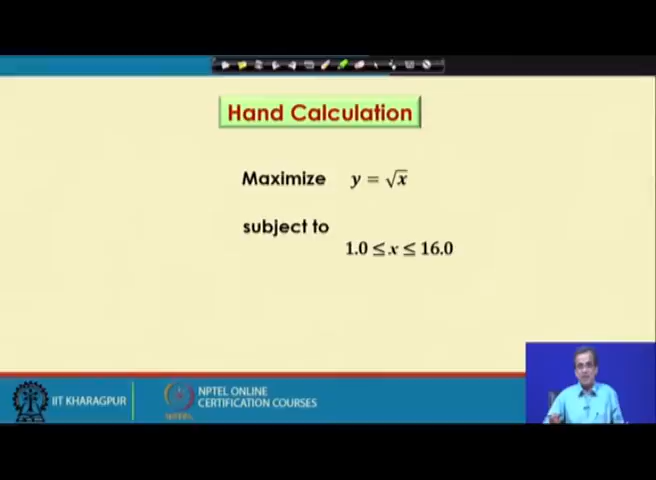 Hand Calculation
Maximize y = √x
subject to
1.0 ≤ x ≤ 16.0
IIT KHARAGPUR
NPTEL ONLINE
CERTIFICATION COURSES